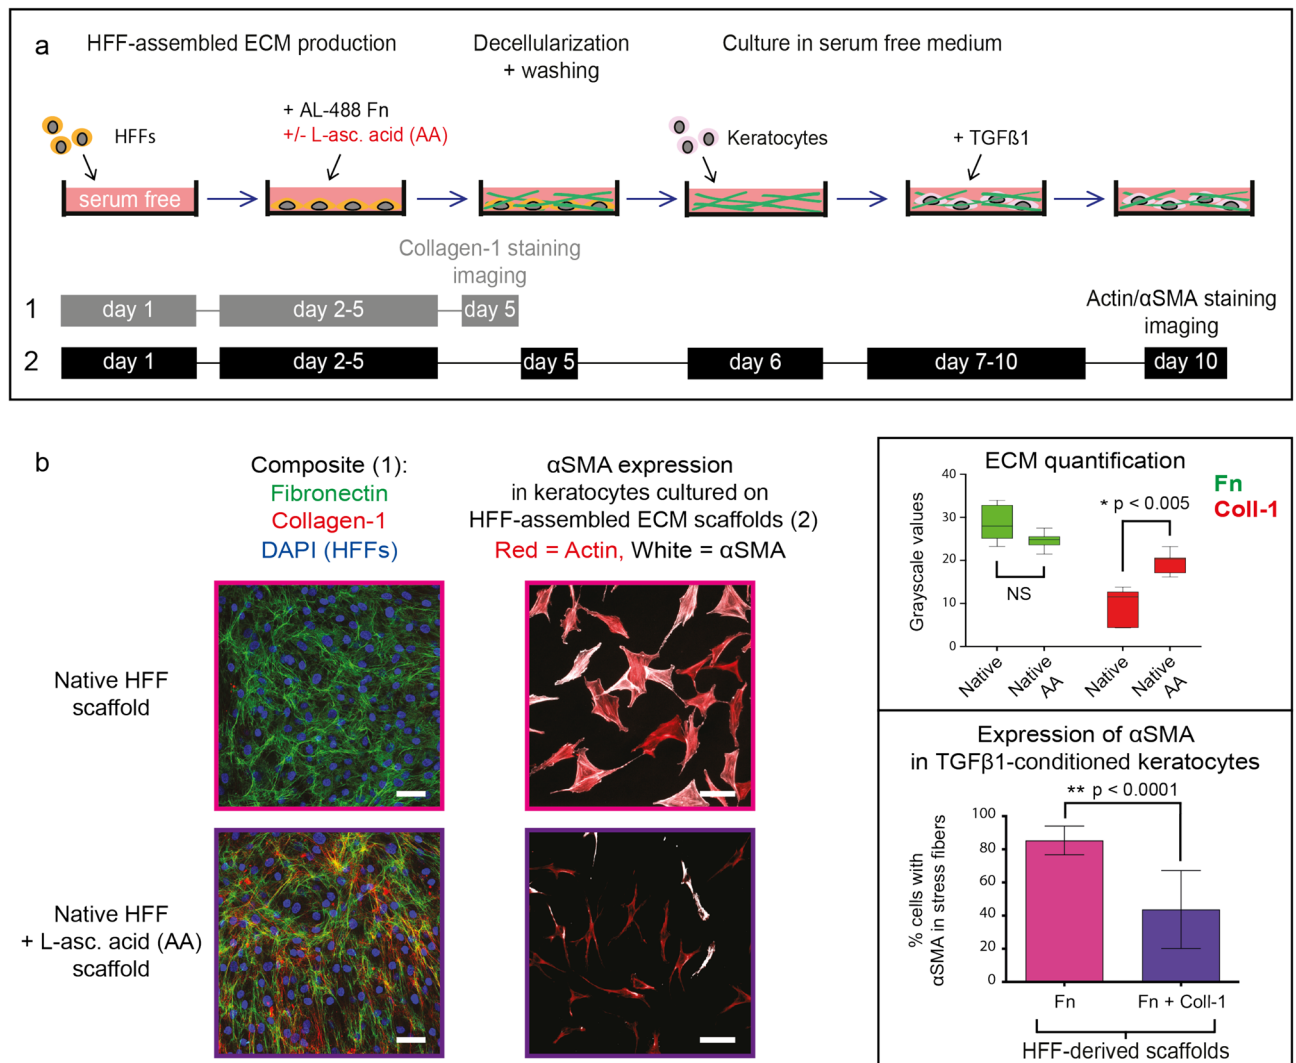 a
HFF-assembled ECM production
Decellularization
+ washing
Culture in serum free medium
HFFs
+ AL-488 Fn
+/- L-asc. acid (AA)
Keratocytes
+ TGFß1
serum free
Collagen-1 staining
imaging
1
day 1
day 2-5
day 5
Actin/αSMA staining
imaging
2
day 1
day 2-5
day 5
day 6
day 7-10
day 10
b
Composite (1):
Fibronectin
Collagen-1
DAPI (HFFs)
αSMA expression
in keratocytes cultured on
HFF-assembled ECM scaffolds (2)
Red = Actin, White = αSMA
Native HFF
scaffold
Native HFF
+ L-asc. acid (AA)
scaffold
ECM quantification
Fn
Coll-1
Grayscale values
40
30
20
10
0
* p < 0.005
NS
Native
Native
AA
Native
Native
AA
Expression of αSMA
in TGFβ1-conditioned keratocytes
** p < 0.0001
% cells with
αSMA in stress fibers
100
80
60
40
20
0
Fn
Fn + Coll-1
HFF-derived scaffolds